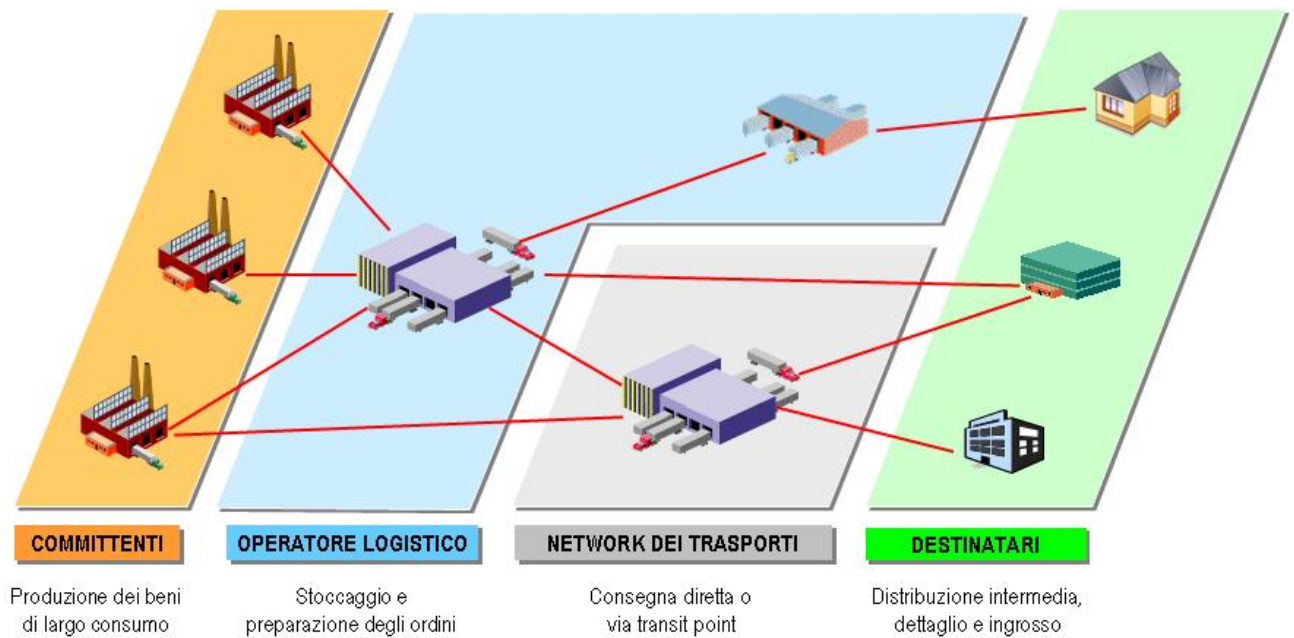 COMMITTENTI
OPERATORE LOGISTICO
NETWORK DEI TRASPORTI
DESTINATARI
Produzione dei beni
di largo consumo
Stoccaggio e
preparazione degli ordini
Consegna diretta o
via transit point
Distribuzione intermedia,
dettaglio e ingrosso